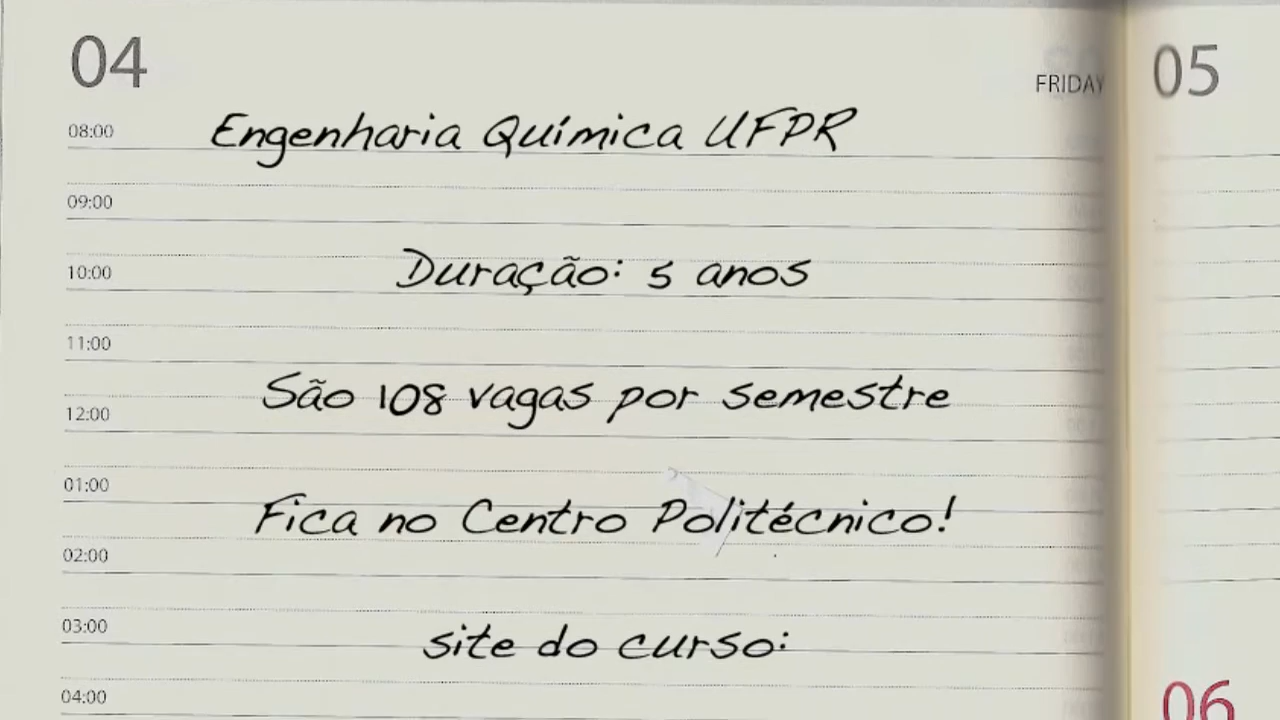 04
FRIDAY
05
08:00
Engenharia Química UFPR
09:00
10:00
Duração: 5 anos
11:00
São 108 vagas por semestre
12:00
01:00
Fica no Centro Politécnico!
02:00
03:00
site do curso:
04:00
06